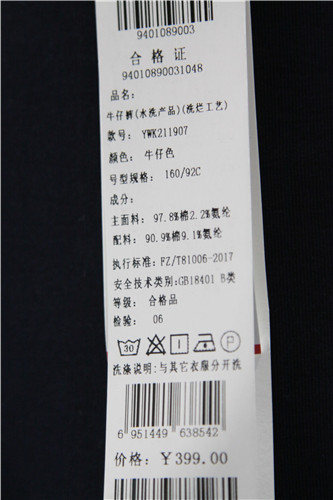 9401089003
合格证
94010890031048
品名：
牛仔裤(水洗产品)(洗烂工艺)
款号： YWK211907
颜色： 牛仔色
号型规格： 160/92C
成分：
主面料：97.8%棉2.2%氨纶
配料：90.9%棉9.1%氨纶
执行标准：FZ/T81006-2017
安全技术类别:GB18401 B类
等级： 合格品
检验： 06
30 P
洗涤说明:与其它衣服分开洗
6 951449 638542
价格：￥399.00